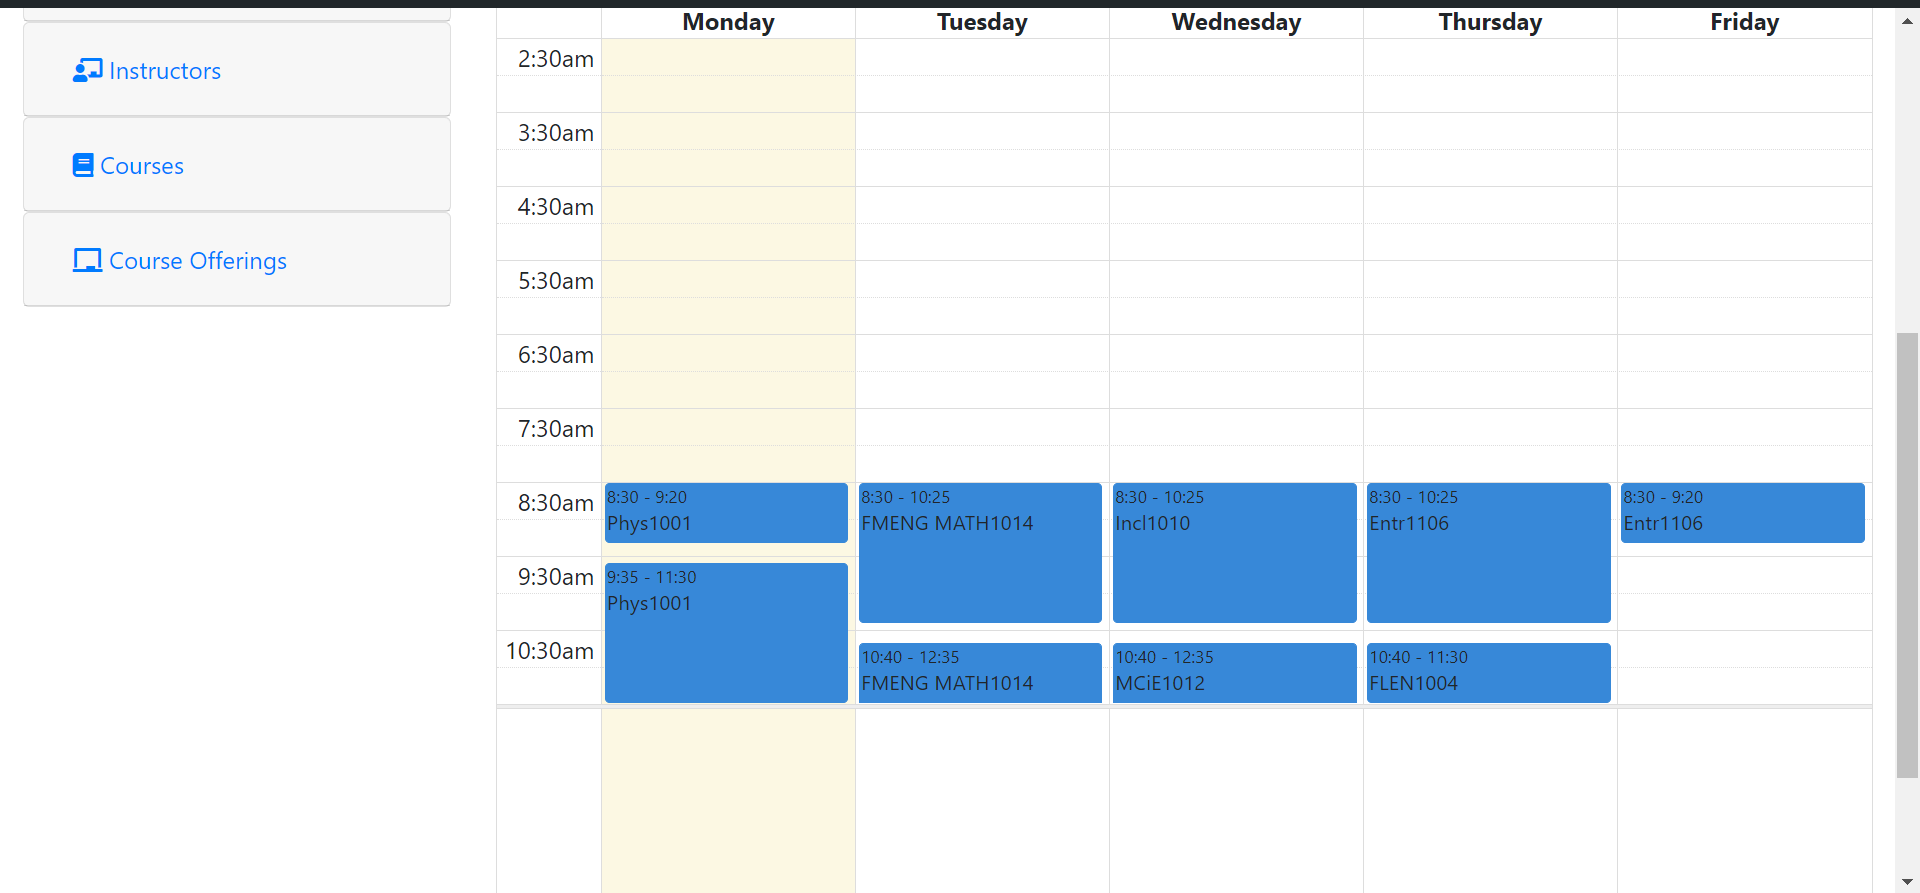 Instructors
Courses
Course Offerings
Monday Tuesday Wednesday Thursday Friday
2:30am
3:30am
4:30am
5:30am
6:30am
7:30am
8:30am
9:30am
10:30am
8:30 - 9:20
Phys1001
9:35 - 11:30
Phys1001
8:30 - 10:25
FMENG MATH1014
10:40 - 12:35
FMENG MATH1014
8:30 - 10:25
Incl1010
10:40 - 12:35
MCiE1012
8:30 - 10:25
Entr1106
10:40 - 11:30
FLEN1004
8:30 - 9:20
Entr1106